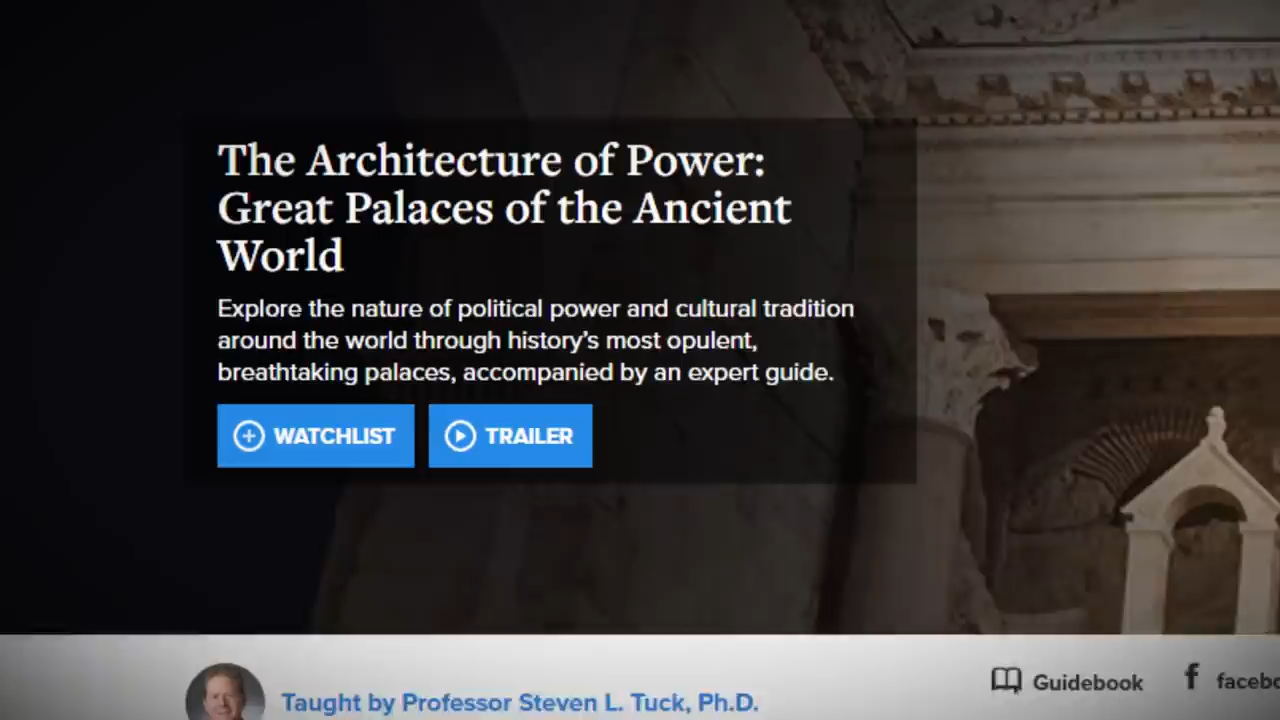 The Architecture of Power:
Great Palaces of the Ancient
World
Explore the nature of political power and cultural tradition
around the world through history's most opulent,
breathtaking palaces, accompanied by an expert guide.
WATCHLIST TRAILER
Taught by Professor Steven L. Tuck, Ph.D.
Guidebook facebo